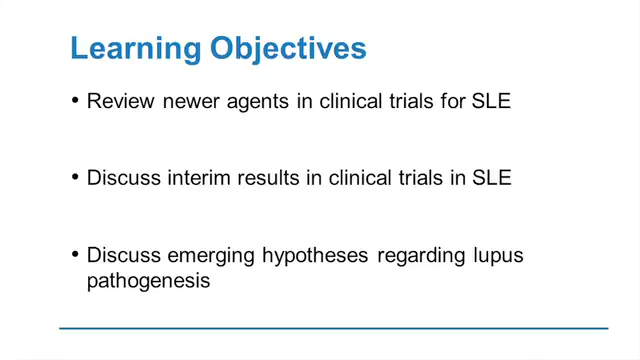 Learning Objectives
• Review newer agents in clinical trials for SLE
• Discuss interim results in clinical trials in SLE
• Discuss emerging hypotheses regarding lupus
pathogenesis